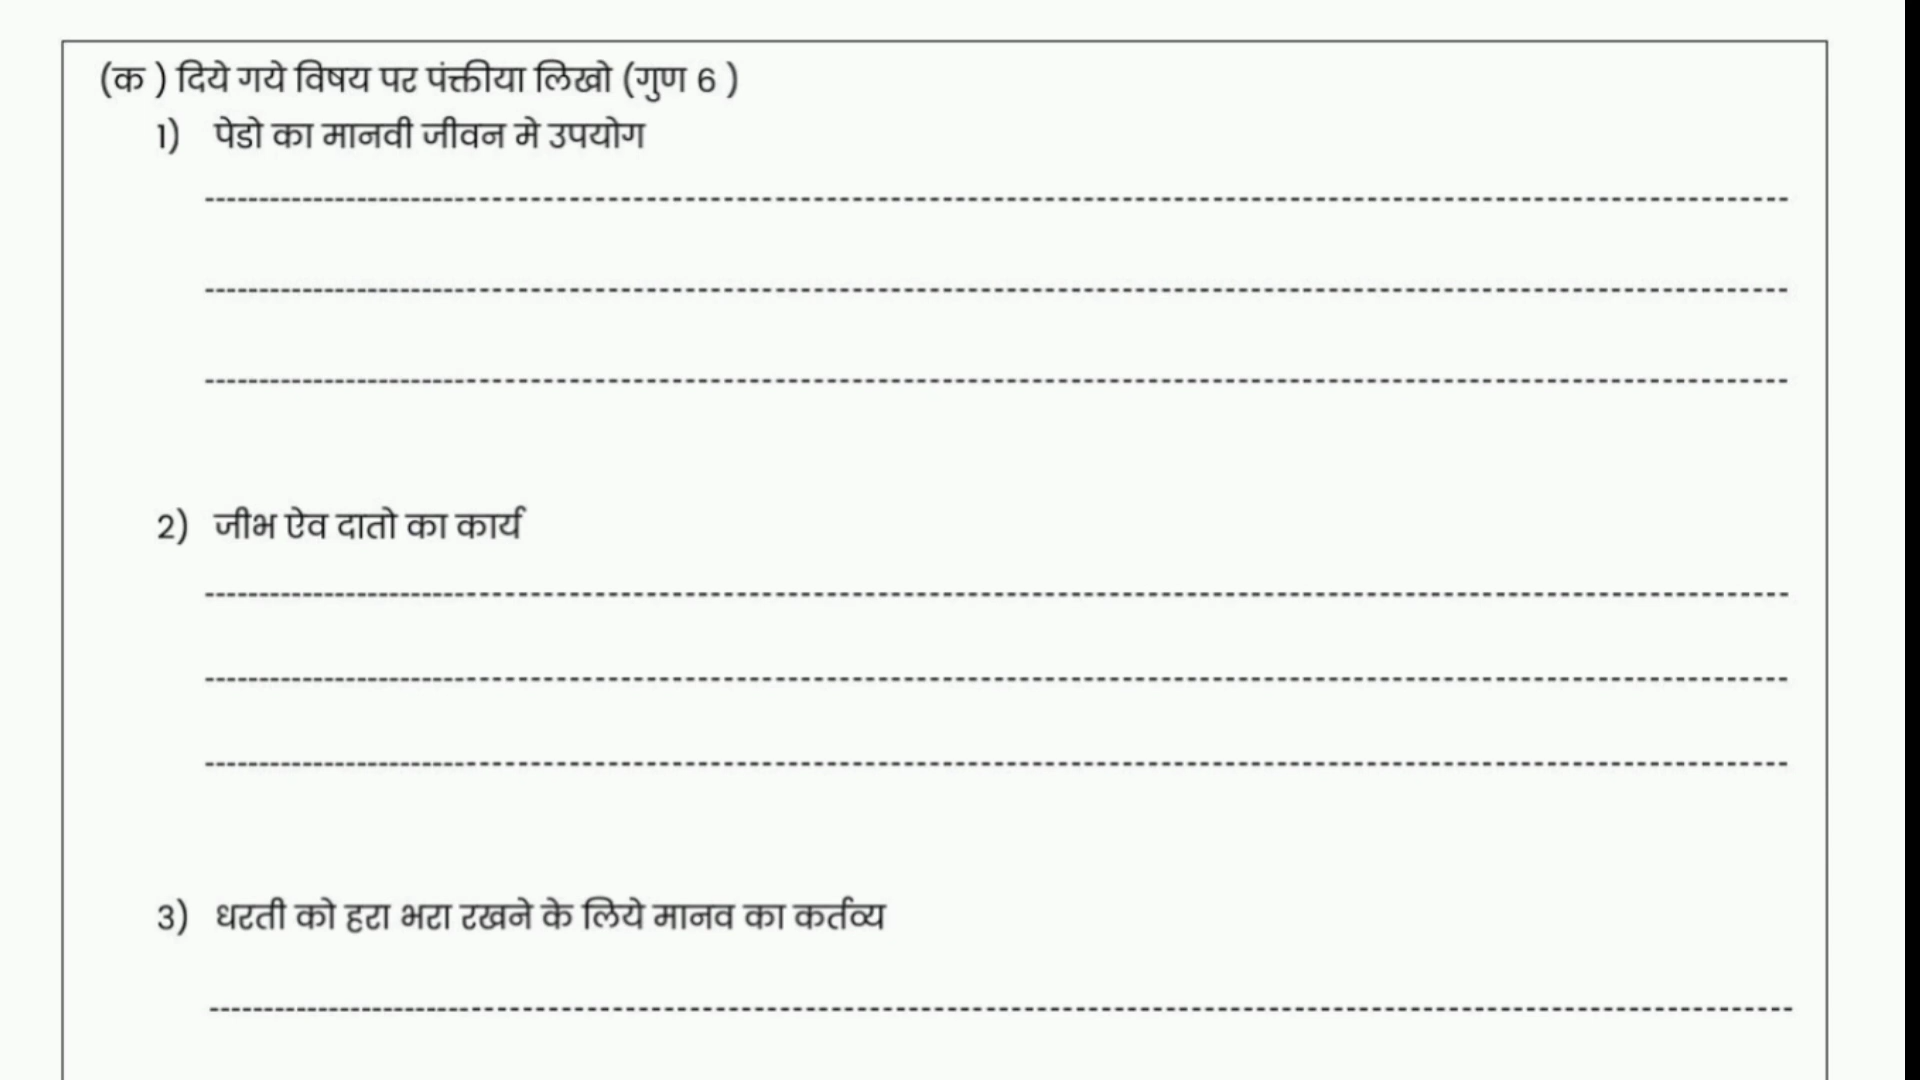 (क ) दिये गये विषय पर पंक्तीया लिखो (गुण 6 )
1) पेडो का मानवी जीवन मे उपयोग
2) जीभ ऐव दातो का कार्य
3) धरती को हरा भरा रखने के लिये मानव का कर्तव्य